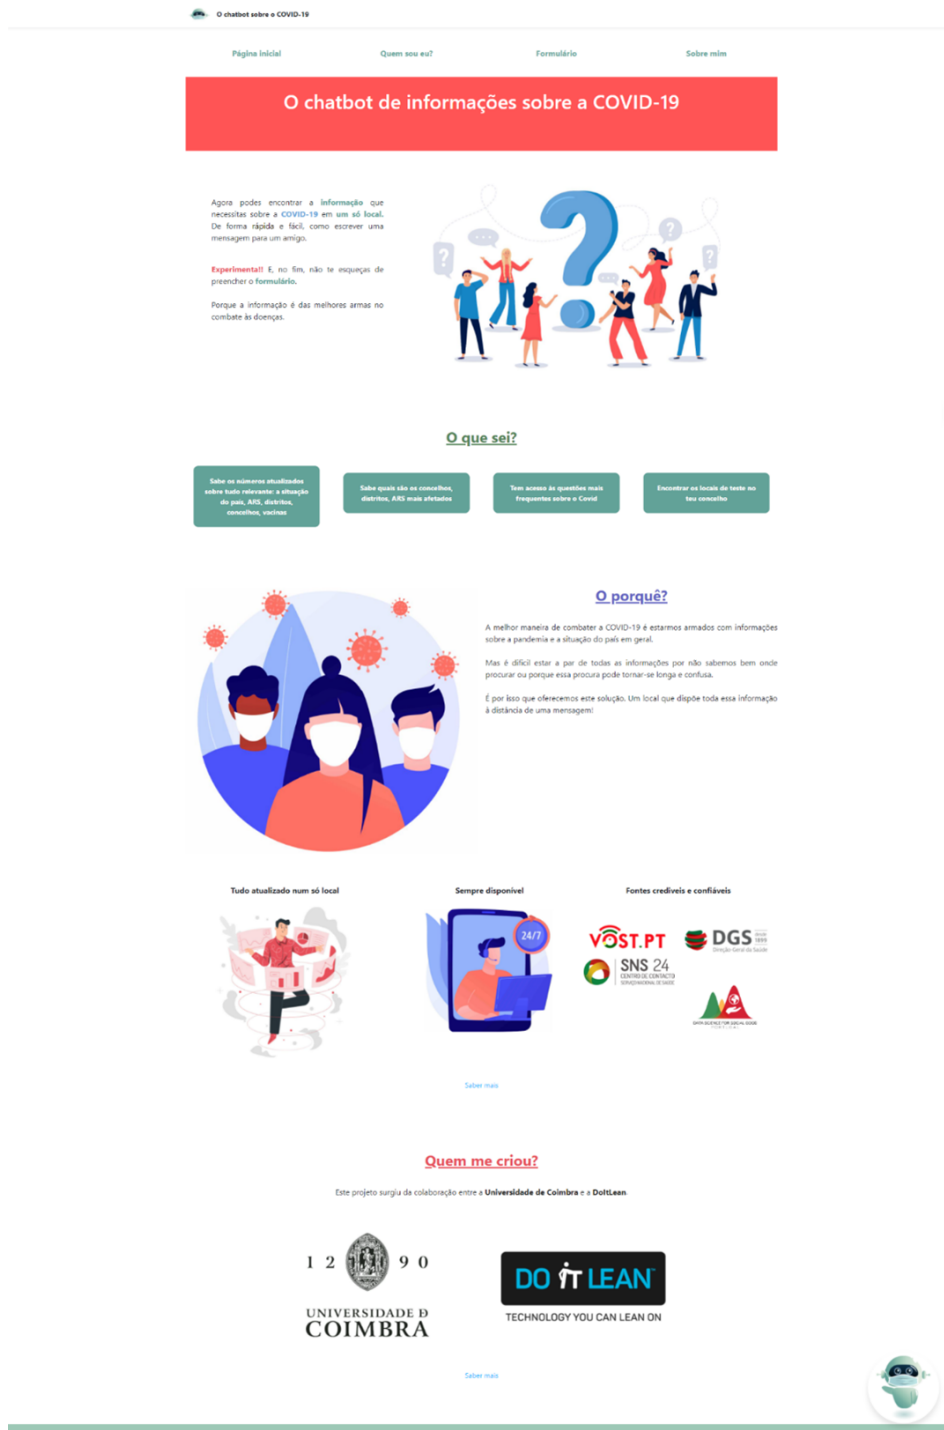 O chatbot sobre o COVID-19
Página inicial
Quem sou eu?
Formulário
Sobre mim
O chatbot de informações sobre a COVID-19
Agora podes encontrar a informação que
necessitas sobre a COVID-19 em um só local.
De forma rápida e fácil, como escrever uma
mensagem para um amigo.
Experimenta!! E, no fim, não te esqueças de
preencher o formulário.
Porque a informação é das melhores armas no
combate às doenças.
O que sei?
Sabe os números atualizados
sobre tudo relevante: a situação
do país, ARS, distritos,
concelhos, vacinas
Sabe quais são os concelhos,
distritos, ARS mais afetados
Tem acesso às questões mais
frequentes sobre o Covid
Encontrar os locais de teste no
teu concelho
O porquê?
A melhor maneira de combater a COVID-19 é estarmos armados com informações
sobre a pandemia e a situação do país em geral.
Mas é difícil estar a par de todas as informações por não sabemos bem onde
procurar ou porque essa procura pode tornar-se longa e confusa.
É por isso que oferecemos este solução. Um local que dispõe toda essa informação
á distância de uma mensagem!
Tudo atualizado num só local
Sempre disponível
Fontes credíveis e confiáveis
24/7
VOST.PT
DGS desde 1899
Direção-Geral da Saúde
SNS 24
CENTRO DE CONTACTO
SERVIÇO NACIONAL DE SAÚDE
DATA SCIENCE FOR SOCIAL GOOD
Saber mais
Quem me criou?
Este projeto surgiu da colaboração entre a Universidade de Coimbra e a DoItLean
1 2 9 0
UNIVERSIDADE D
COIMBRA
DO IT LEAN
TECHNOLOGY YOU CAN LEAN ON
Saber mais